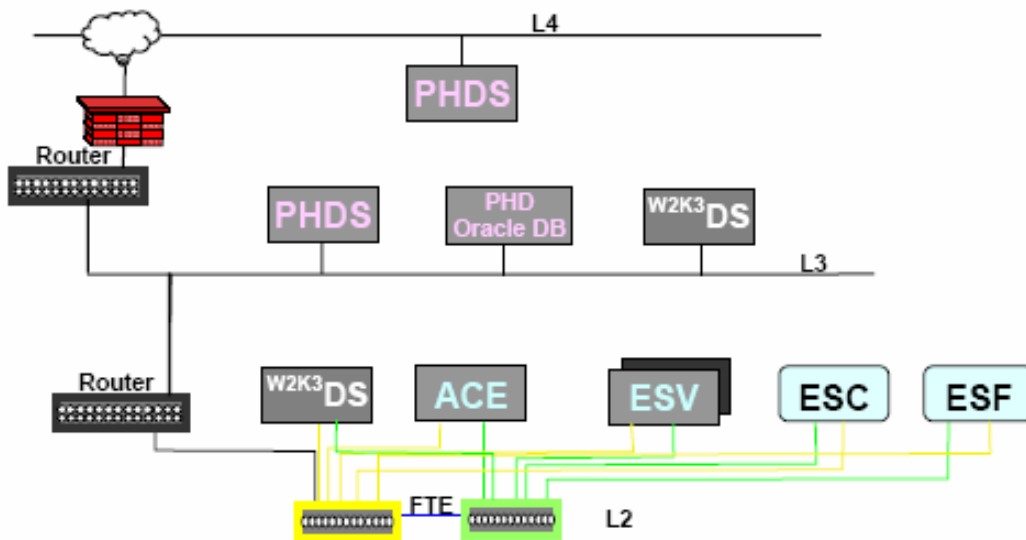 L4
PHDS
Router
PHDS
PHD
Oracle DB
W2K3DS
L3
Router
W2K3DS
ACE
ESV
ESC
ESF
FTE
L2